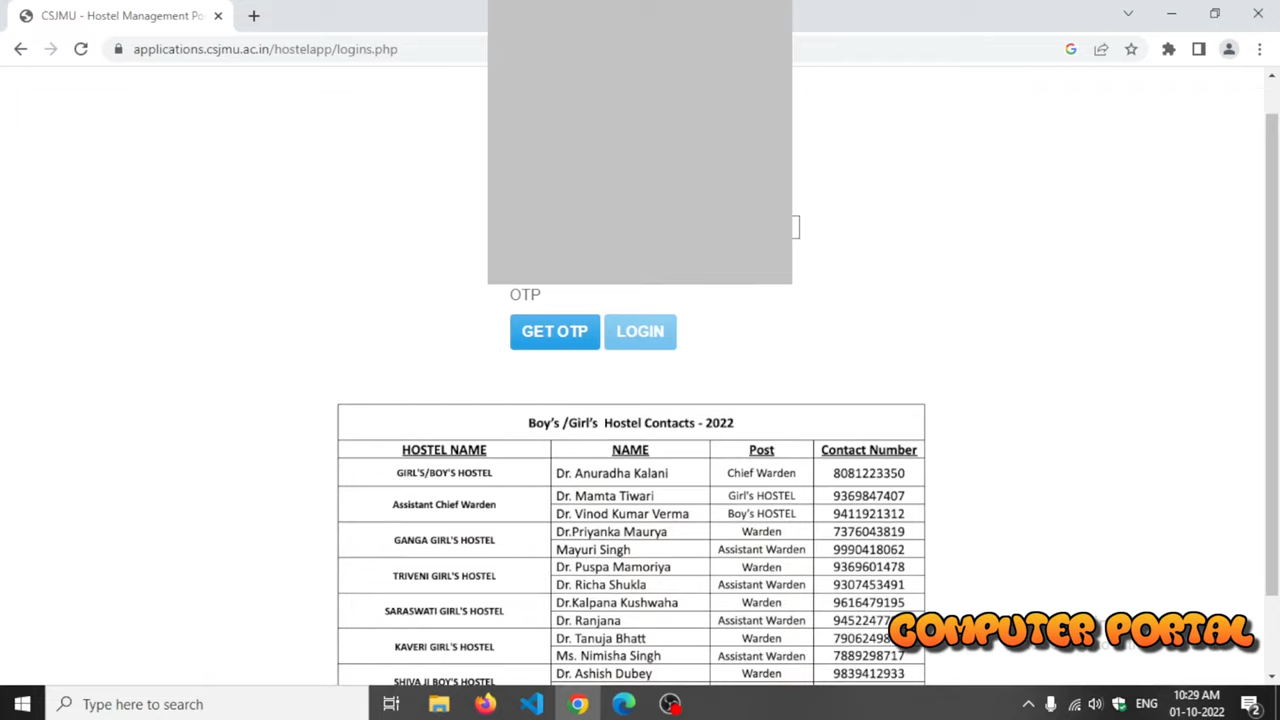 CSJMU - Hostel Management Po
applications.csjmu.ac.in/hostelapp/logins.php
OTP
GET OTP LOGIN
Boy's /Girl's Hostel Contacts - 2022
HOSTEL NAME NAME Post Contact Number
GIRL'S/BOY'S HOSTEL Dr. Anuradha Kalani Chief Warden 8081223350
Assistant Chief Warden Dr. Mamta Tiwari Girl's HOSTEL 9369847407
Dr. Vinod Kumar Verma Boy's HOSTEL 9411921312
GANGA GIRL'S HOSTEL Dr.Priyanka Maurya Warden 7376043819
Mayuri Singh Assistant Warden 9990418062
TRIVENI GIRL'S HOSTEL Dr. Puspa Mamoriya Warden 9369601478
Dr. Richa Shukla Assistant Warden 9307453491
SARASWATI GIRL'S HOSTEL Dr.Kalpana Kushwaha Warden 9616479195
Dr. Ranjana Assistant Warden
KAVERI GIRL'S HOSTEL Dr. Tanuja Bhatt Warden
Ms. Nimisha Singh Assistant Warden 7889298717
SHIVA JI BOY'S HOSTEL Dr. Ashish Dubey Warden 9839412933
COMPUTER PORTAL
Type here to search
ENG
10:29 AM
01-10-2022
2